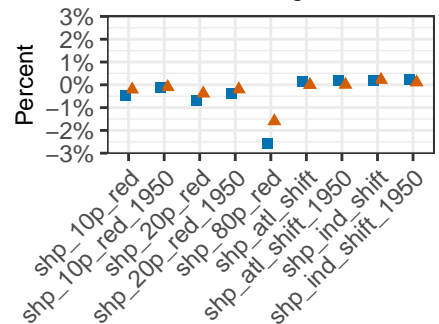 3%
2%
1%
0%
−1%
−2%
−3%
Percent
shp_10p_red
shp_10p_red_1950
shp_20p_red
shp_20p_red_1950
shp_80p_red
shp_atl_shift
shp_atl_shift_1950
shp_ind_shift
shp_ind_shift_1950